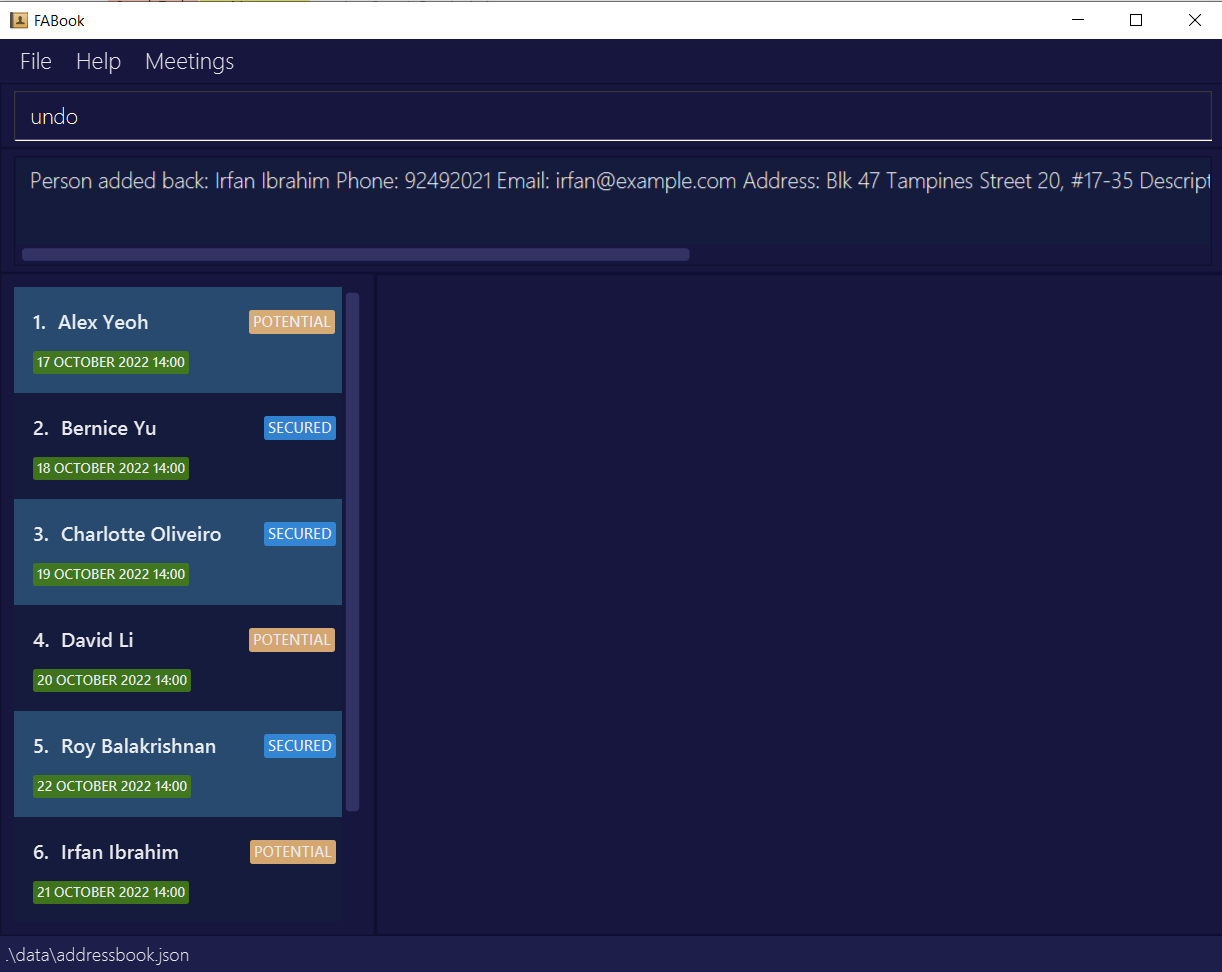 FABook
File Help Meetings
undo
Person added back: Irfan Ibrahim Phone: 92492021 Email: irfan@example.com Address: Blk 47 Tampines Street 20, #17-35 Descript
1. Alex Yeoh POTENTIAL
17 OCTOBER 2022 14:00
2. Bernice Yu SECURED
18 OCTOBER 2022 14:00
3. Charlotte Oliveiro SECURED
19 OCTOBER 2022 14:00
4. David Li POTENTIAL
20 OCTOBER 2022 14:00
5. Roy Balakrishnan SECURED
22 OCTOBER 2022 14:00
6. Irfan Ibrahim POTENTIAL
21 OCTOBER 2022 14:00
.\data\addressbook.json